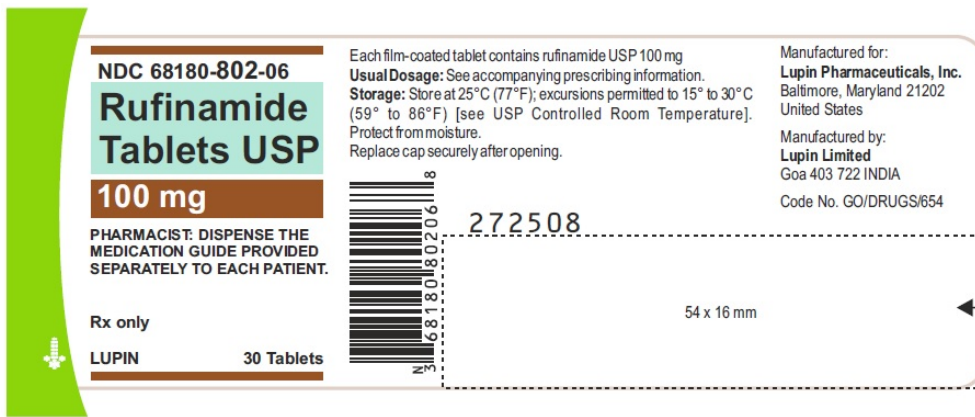 NDC 68180-802-06
Rufinamide
Tablets USP
100 mg
PHARMACIST: DISPENSE THE
MEDICATION GUIDE PROVIDED
SEPARATELY TO EACH PATIENT.
Rx only
LUPIN 30 Tablets
Each film-coated tablet contains rufinamide USP 100 mg
Usual Dosage: See accompanying prescribing information.
Storage: Store at 25°C (77°F); excursions permitted to 15° to 30°C
(59° to 86°F) [see USP Controlled Room Temperature].
Protect from moisture.
Replace cap securely after opening.
N 3 68180 80206 8
272508
54 x 16 mm
Manufactured for:
Lupin Pharmaceuticals, Inc.
Baltimore, Maryland 21202
United States
Manufactured by:
Lupin Limited
Goa 403 722 INDIA
Code No. GO/DRUGS/654